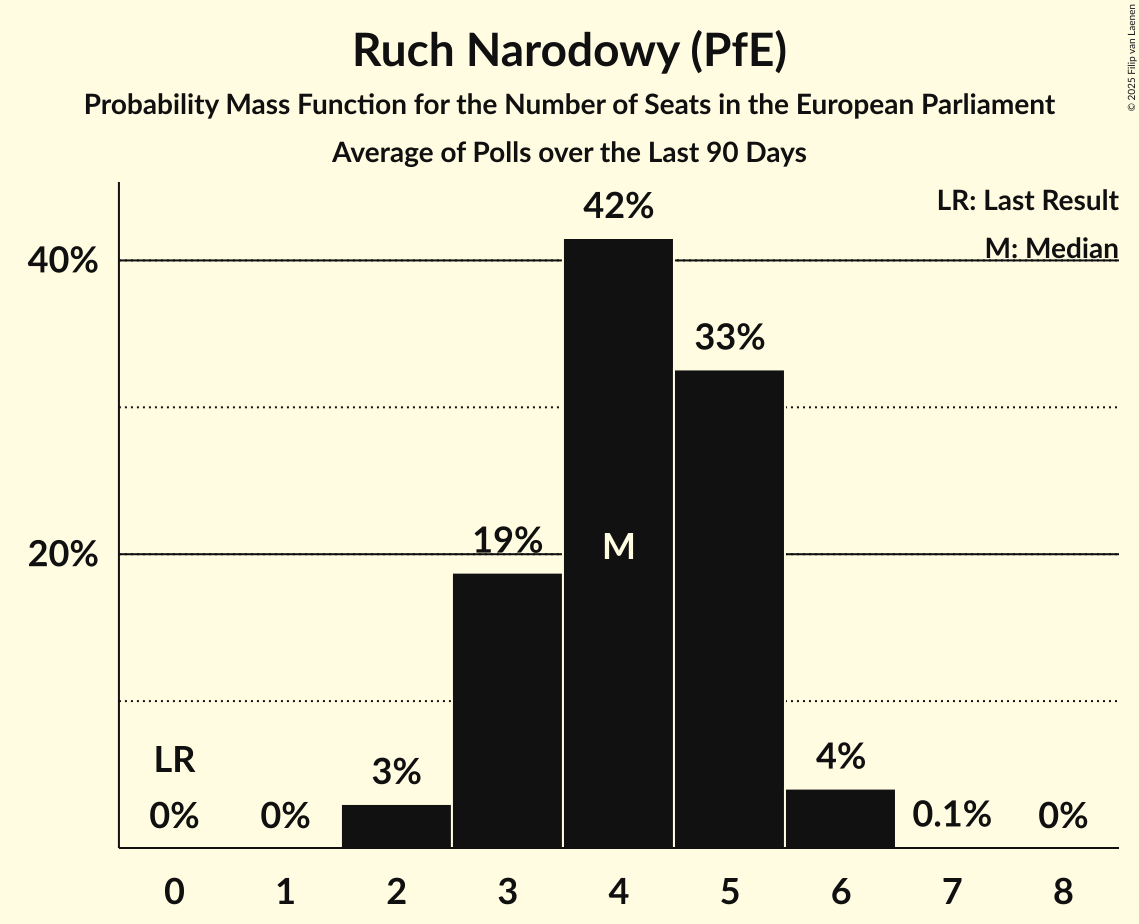 Ruch Narodowy (PfE)
Probability Mass Function for the Number of Seats in the European Parliament
Average of Polls over the Last 90 Days
© 2025 Filip van Laenen
LR: Last Result
M: Median
42%
40%
33%
20%
19%
M
LR
3%
4%
0%
0%
0.1%
0%
0 1 2 3 4 5 6 7 8